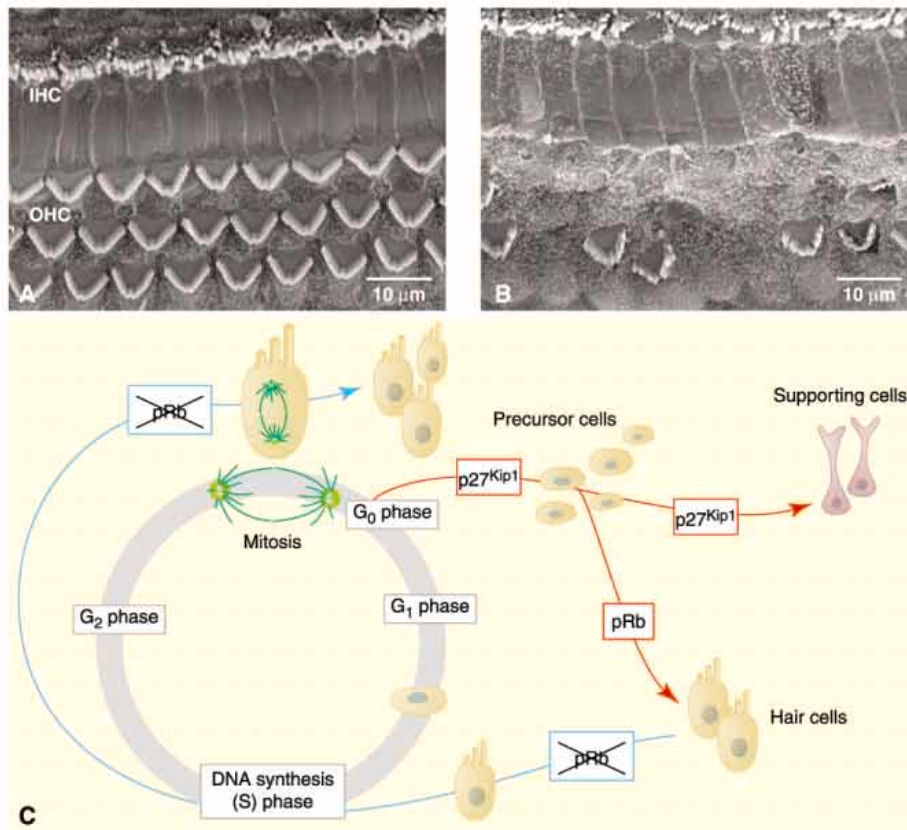 IHC
OHC
A
10 µm
B
10 µm
pRb
Precursor cells
Supporting cells
p27Kip1
G0 phase
p27Kip1
Mitosis
G2 phase
G1 phase
pRb
Hair cells
pRb
DNA synthesis
(S) phase
C